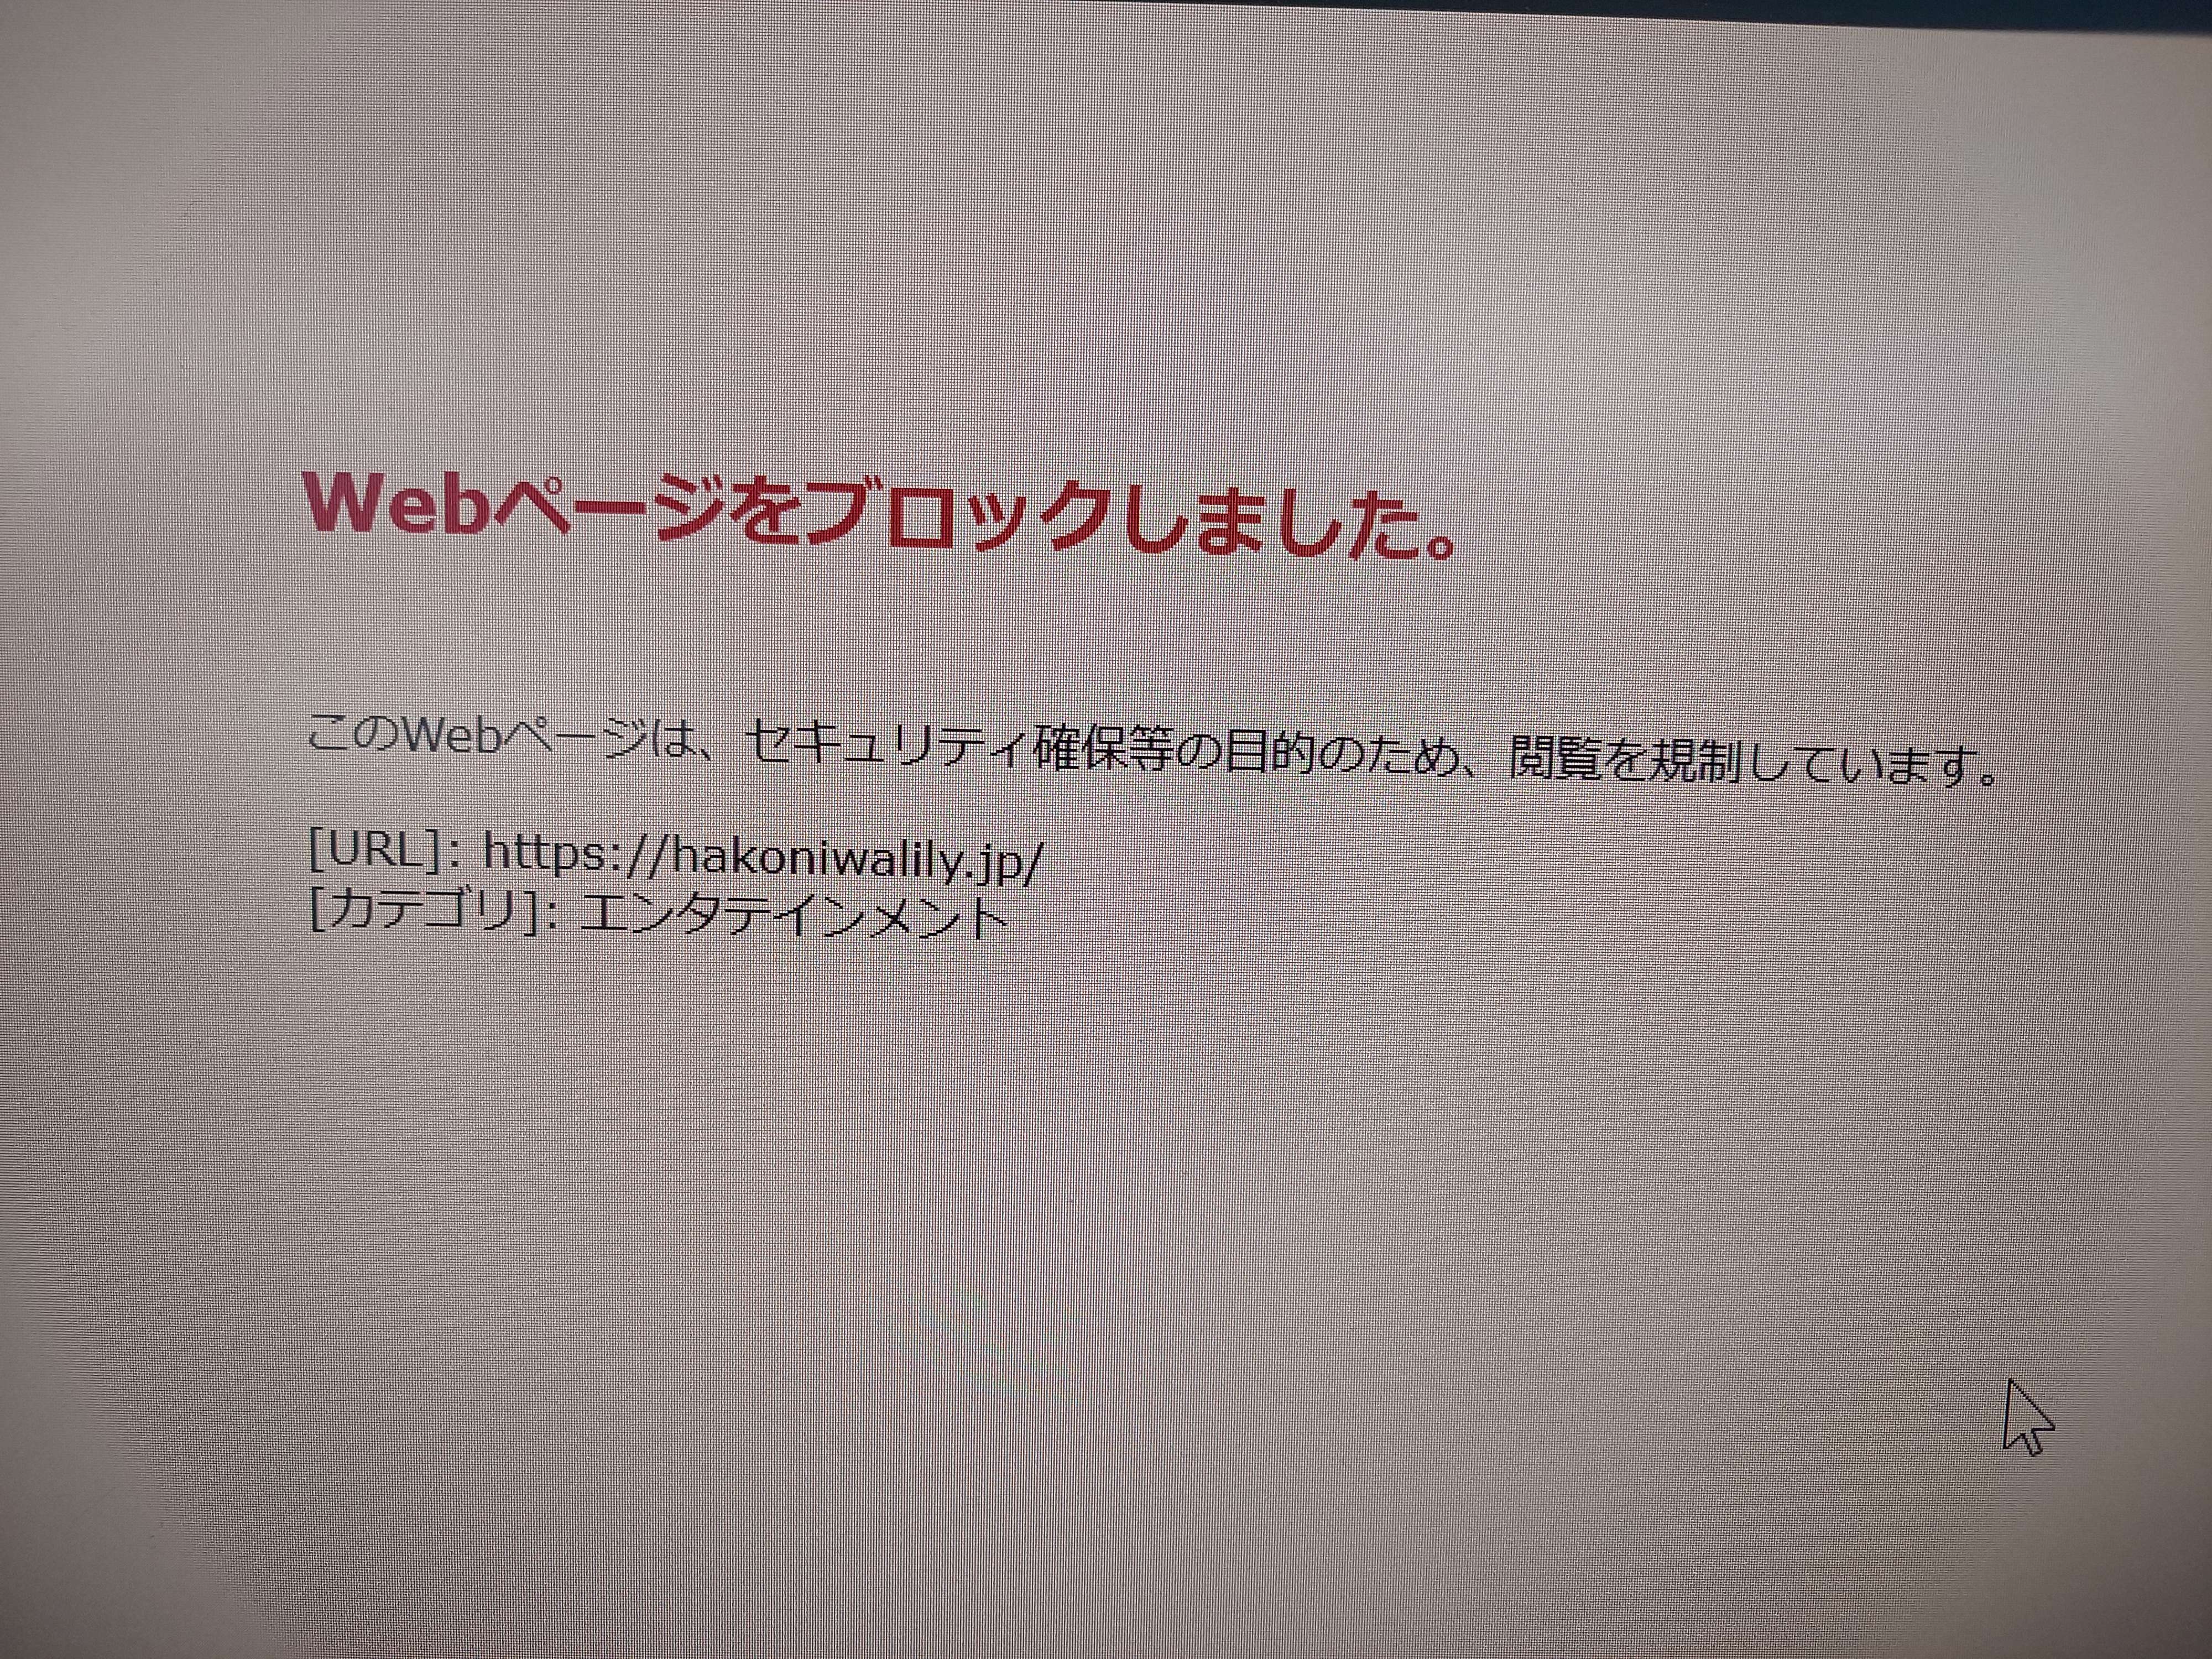 Webページをブロックしました。
このWebページは、セキュリティ確保等の目的のため、閲覧を規制しています。
[URL]: https://hakoniwalily.jp/
[カテゴリ]: エンタテインメント